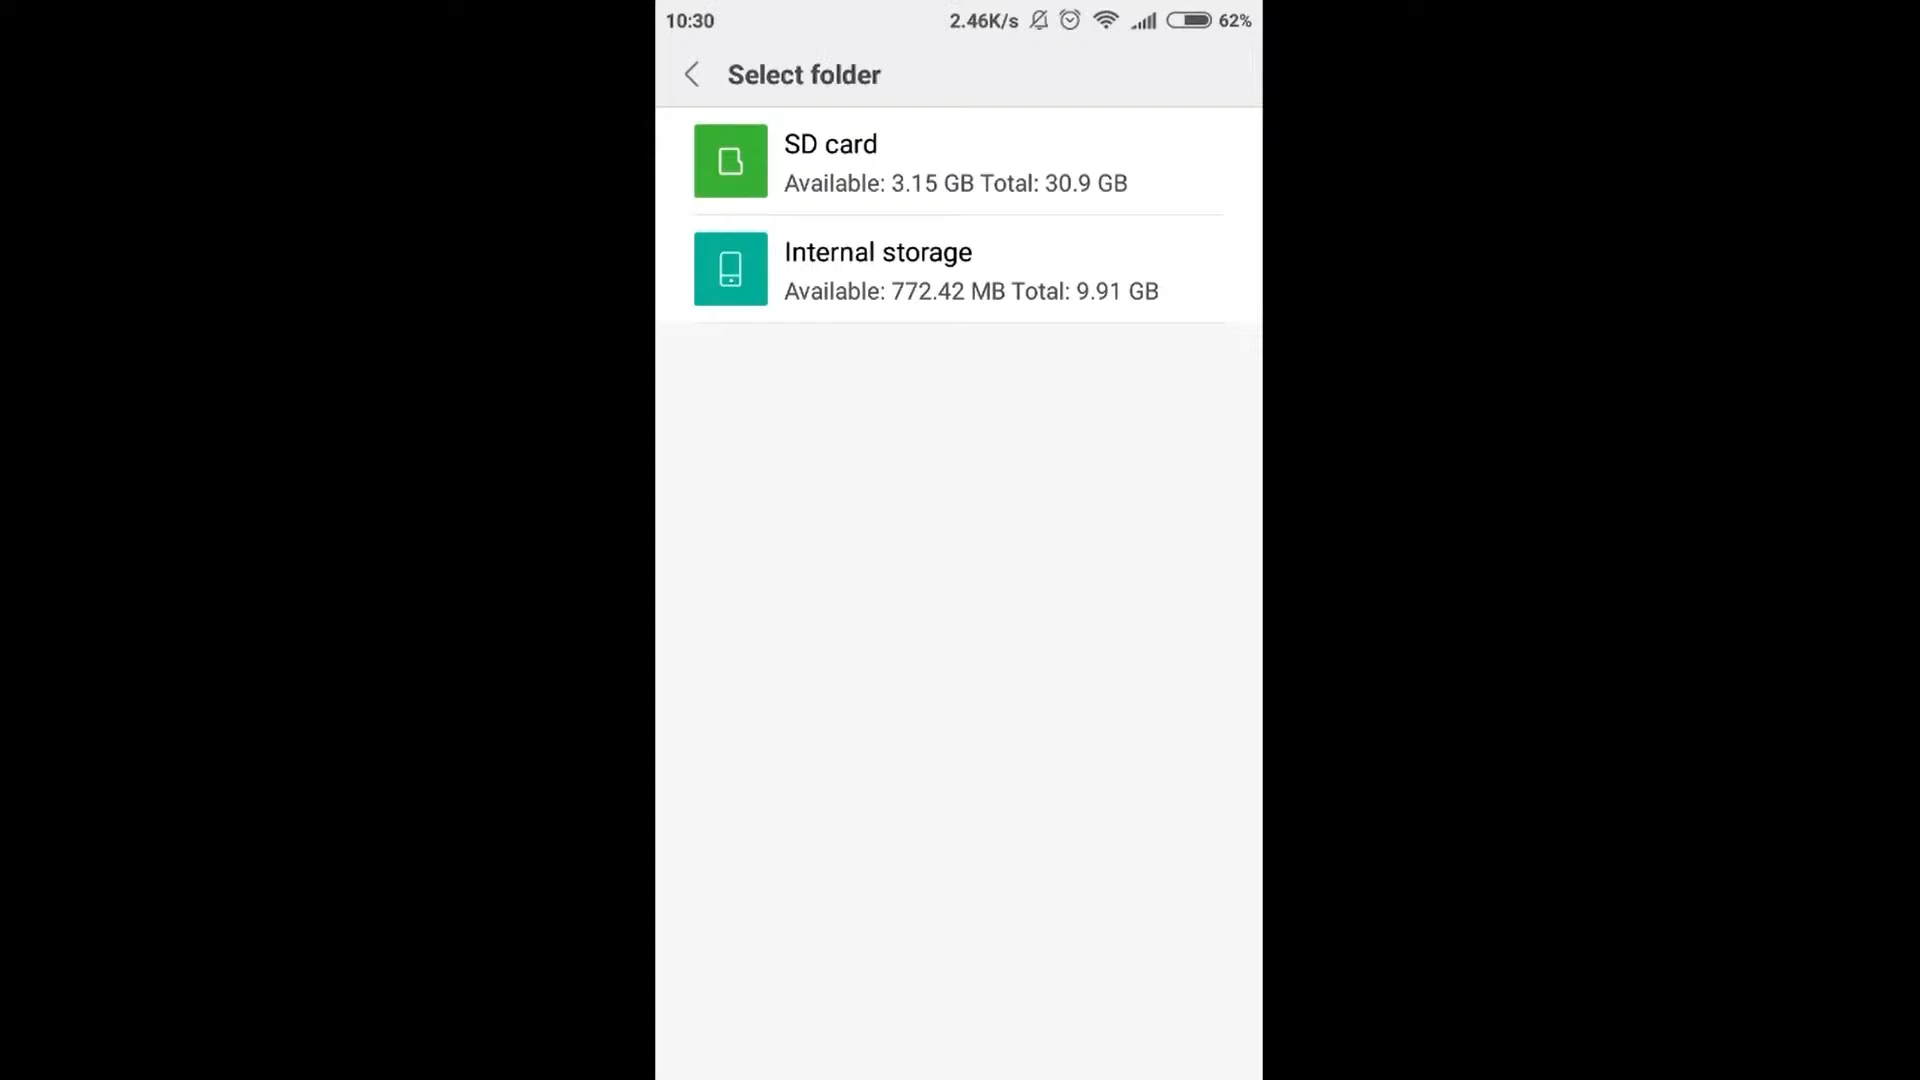 10:30 2.46K/s 62%
Select folder
SD card
Available: 3.15 GB Total: 30.9 GB
Internal storage
Available: 772.42 MB Total: 9.91 GB